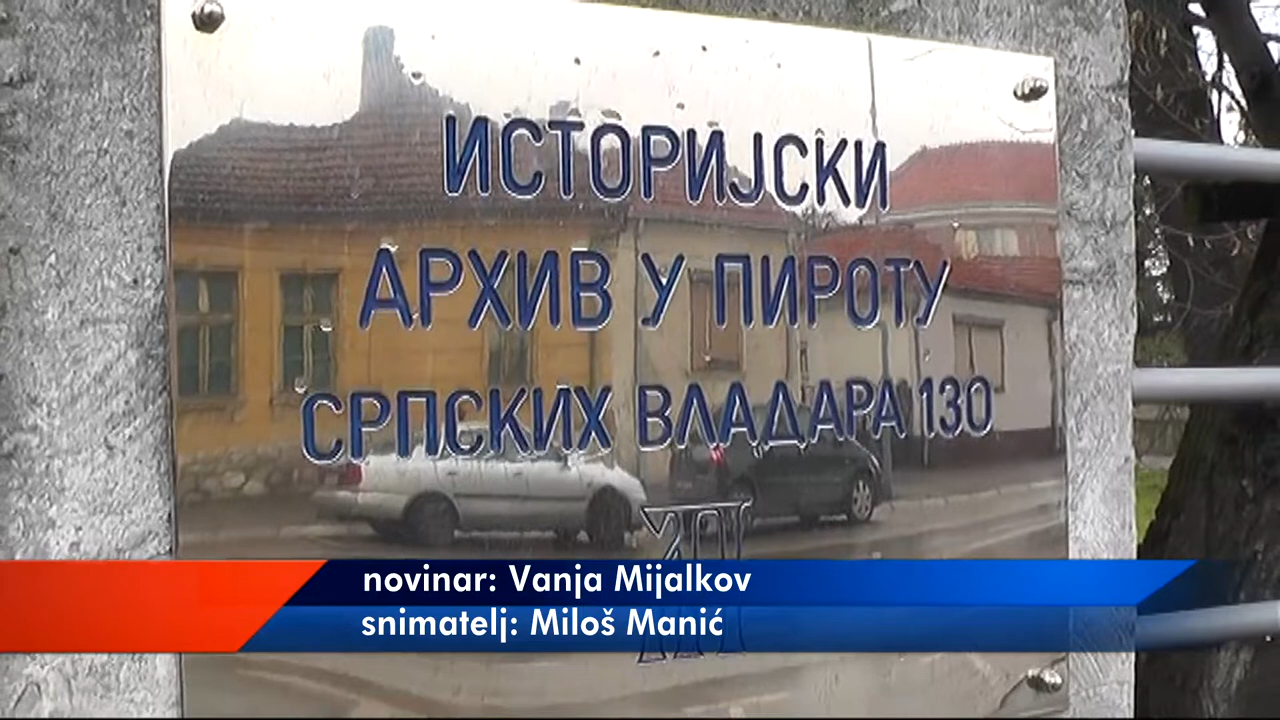 ИСТОРИЈСКИ
АРХИВ У ПИРОТУ
СРПСКИХ ВЛАДАРА 130
novinar: Vanja Mijalkov
snimatelj: Miloš Manić